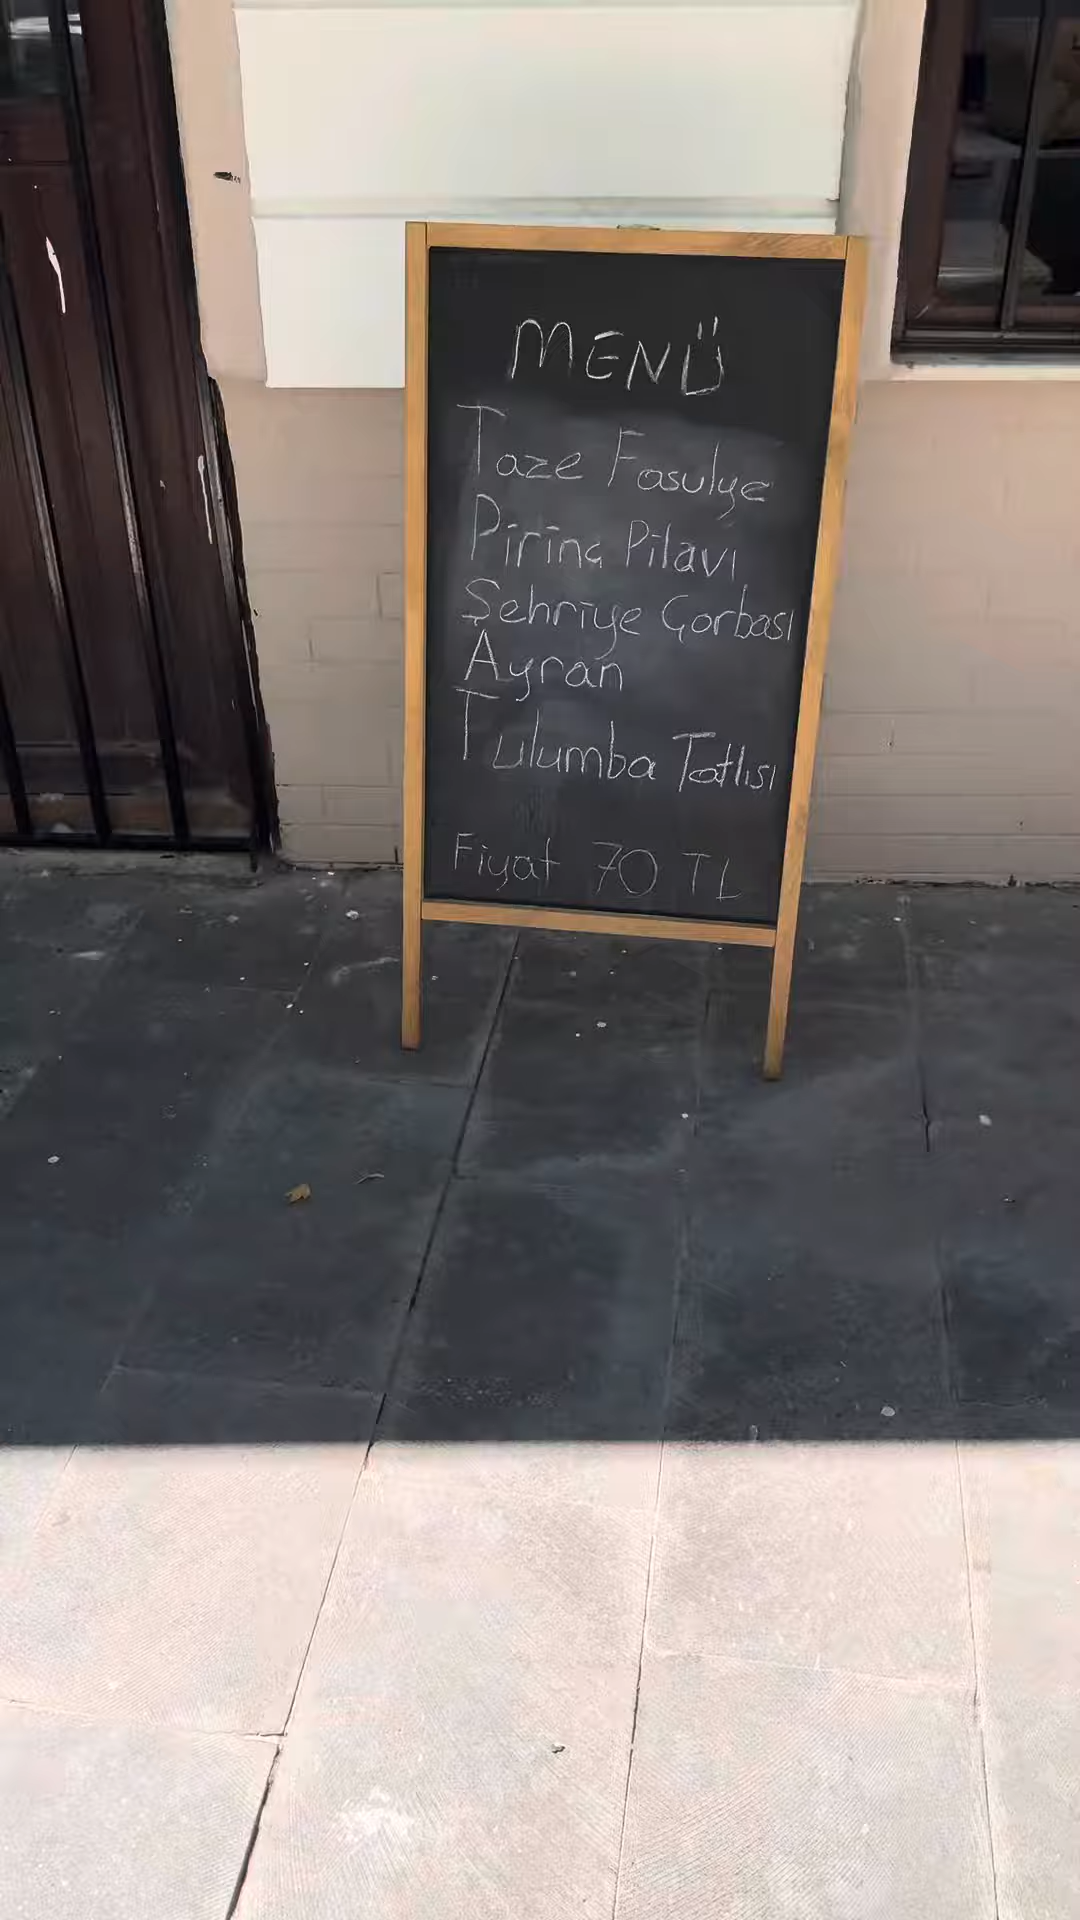 MENÜ
Taze Fasulye
Pirinç Pilavı
Şehriye Çorbası
Ayran
Tulumba Tatlısı
Fiyat 70 TL